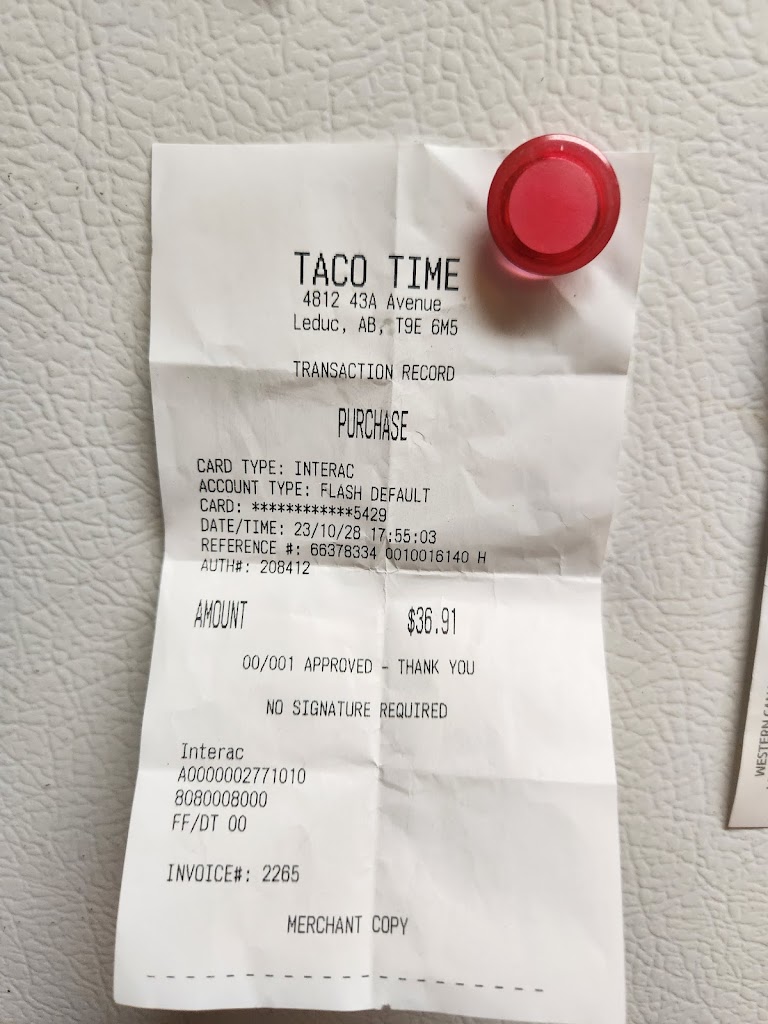 TACO TIME
4812 43A Avenue
Leduc, AB, T9E 6M5
TRANSACTION RECORD
PURCHASE
CARD TYPE: INTERAC
ACCOUNT TYPE: FLASH DEFAULT
CARD: ************5429
DATE/TIME: 23/10/28 17:55:03
REFERENCE #: 66378334 0010016140 H
AUTH#: 208412
AMOUNT $36.91
00/001 APPROVED - THANK YOU
NO SIGNATURE REQUIRED
Interac
A0000002771010
8080008000
FF/DT 00
INVOICE#: 2265
MERCHANT COPY
WESTERN